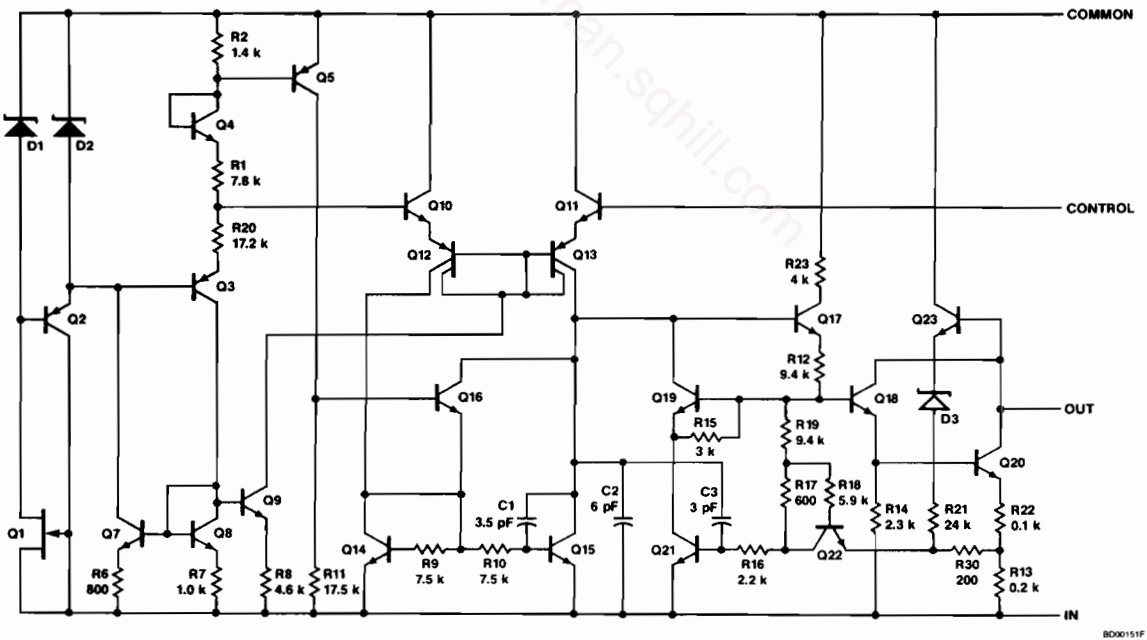 COMMON
R2
1.4 k
Q5
D1
D2
Q4
R1
7.8 k
Q10
Q11
CONTROL
R20
17.2 k
Q12
Q13
R23
4 k
Q3
Q2
Q17
Q23
R12
9.4 k
Q16
Q19
Q18
D3
OUT
R15
3 k
R19
9.4 k
Q20
C1
3.5 pF
C2
6 pF
C3
3 pF
R17
600
R18
5.9 k
R14
2.3 k
R21
24 k
R22
0.1 k
Q1
Q7
Q8
Q9
Q14
R9
7.5 k
R10
7.5 k
Q15
Q21
R16
2.2 k
Q22
R30
200
R13
0.2 k
R6
800
R7
1.0 k
R8
4.6 k
R11
17.5 k
IN
BD00151F
man.sqhill.com